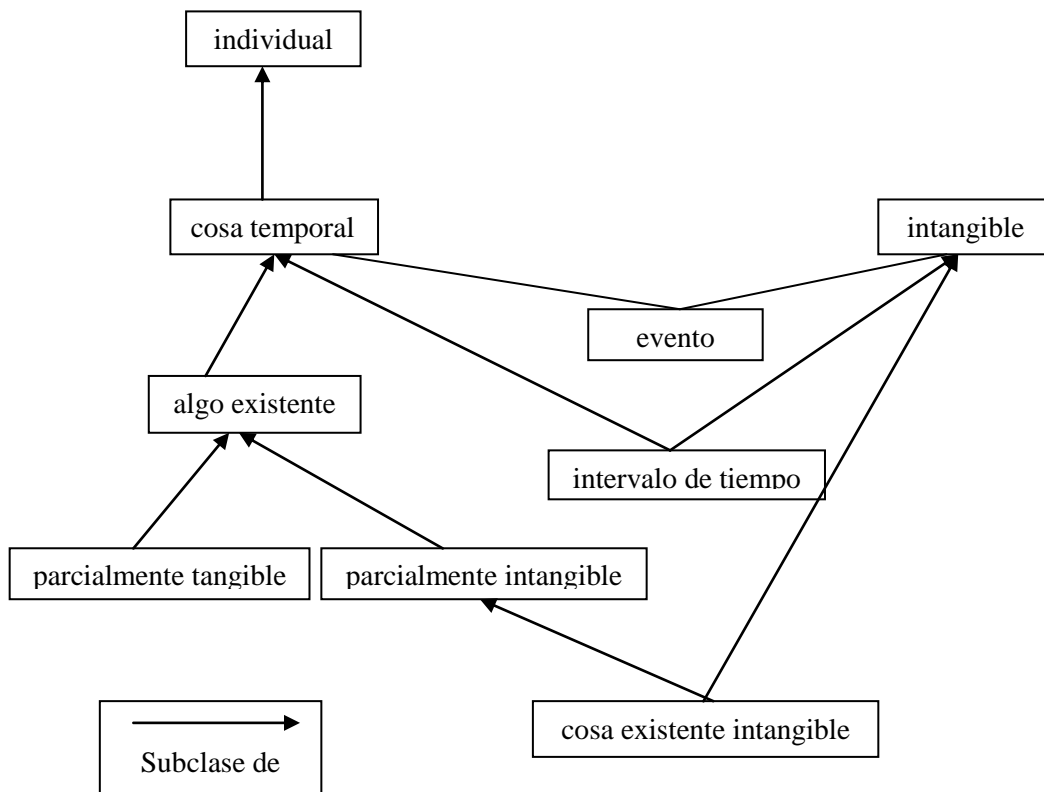 individual
cosa temporal
intangible
evento
algo existente
intervalo de tiempo
parcialmente tangible
parcialmente intangible
cosa existente intangible
Subclase de